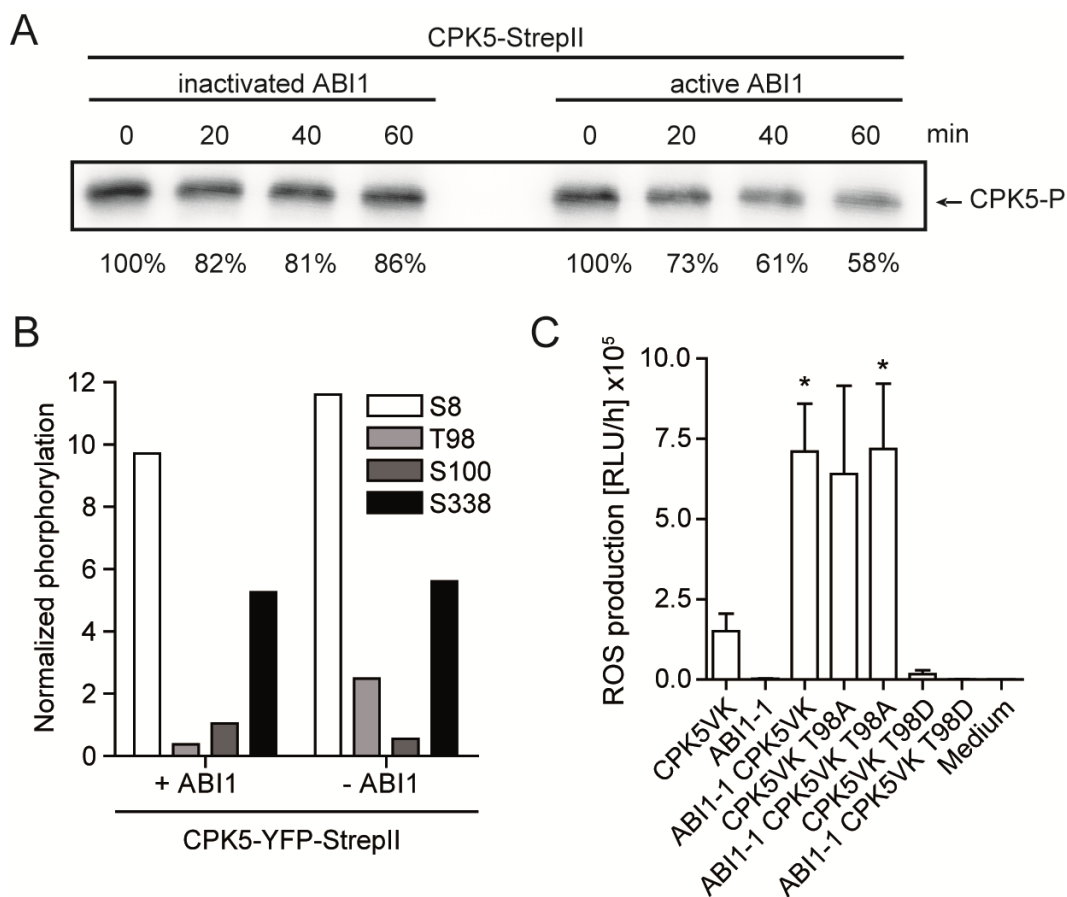 A
CPK5-StrepII
inactivated ABI1 active ABI1
0 20 40 60 0 20 40 60 min
← CPK5-P
100% 82% 81% 86% 100% 73% 61% 58%
B
Normalized phorphorylation
12
10
8
6
4
2
0
S8
T98
S100
S338
+ ABI1 - ABI1
CPK5-YFP-StrepII
C
ROS production [RLU/h] x10⁵
10.0
7.5
5.0
2.5
0.0
* *
CPK5VK
ABI1-1
ABI1-1 CPK5VK
CPK5VK T98A
ABI1-1 CPK5VK T98A
CPK5VK T98D
ABI1-1 CPK5VK T98D
Medium